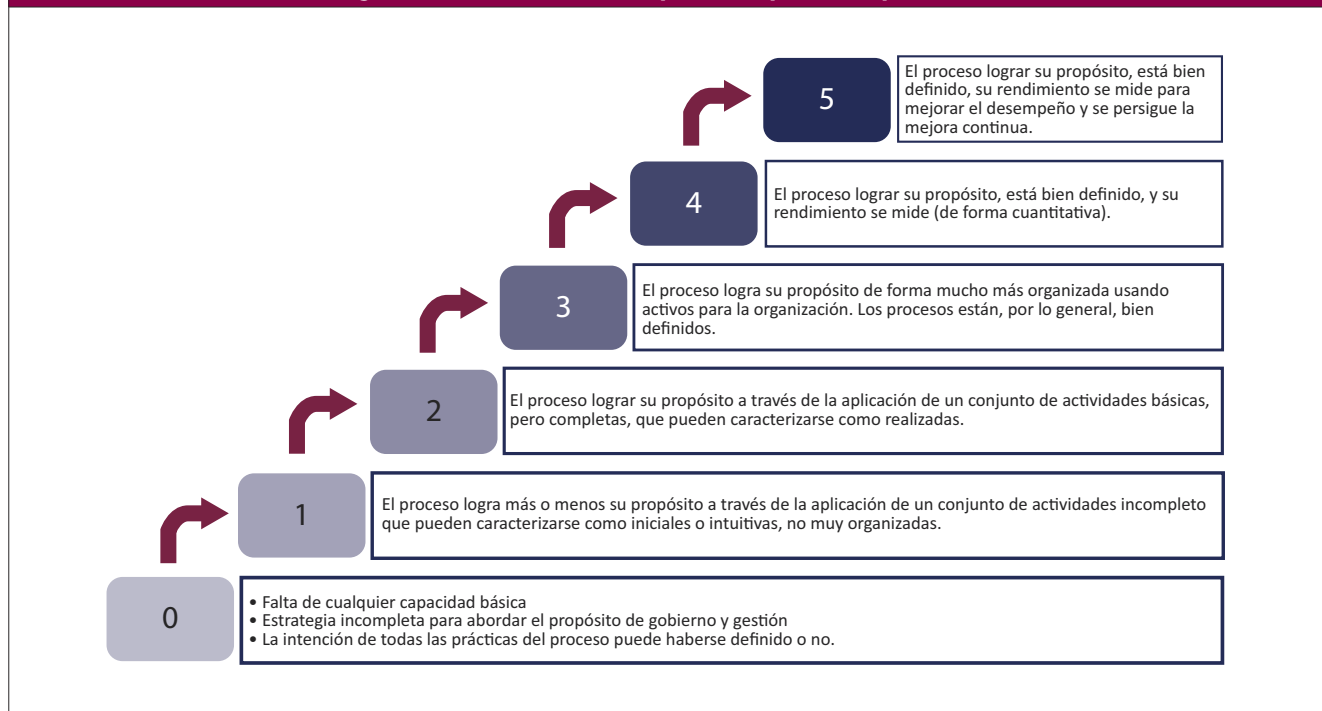 5
El proceso lograr su propósito, está bien
definido, su rendimiento se mide para
mejorar el desempeño y se persigue la
mejora continua.
4
El proceso lograr su propósito, está bien definido, y su
rendimiento se mide (de forma cuantitativa).
3
El proceso logra su propósito de forma mucho más organizada usando
activos para la organización. Los procesos están, por lo general, bien
definidos.
2
El proceso lograr su propósito a través de la aplicación de un conjunto de actividades básicas,
pero completas, que pueden caracterizarse como realizadas.
1
El proceso logra más o menos su propósito a través de la aplicación de un conjunto de actividades incompleto
que pueden caracterizarse como iniciales o intuitivas, no muy organizadas.
0
• Falta de cualquier capacidad básica
• Estrategia incompleta para abordar el propósito de gobierno y gestión
• La intención de todas las prácticas del proceso puede haberse definido o no.